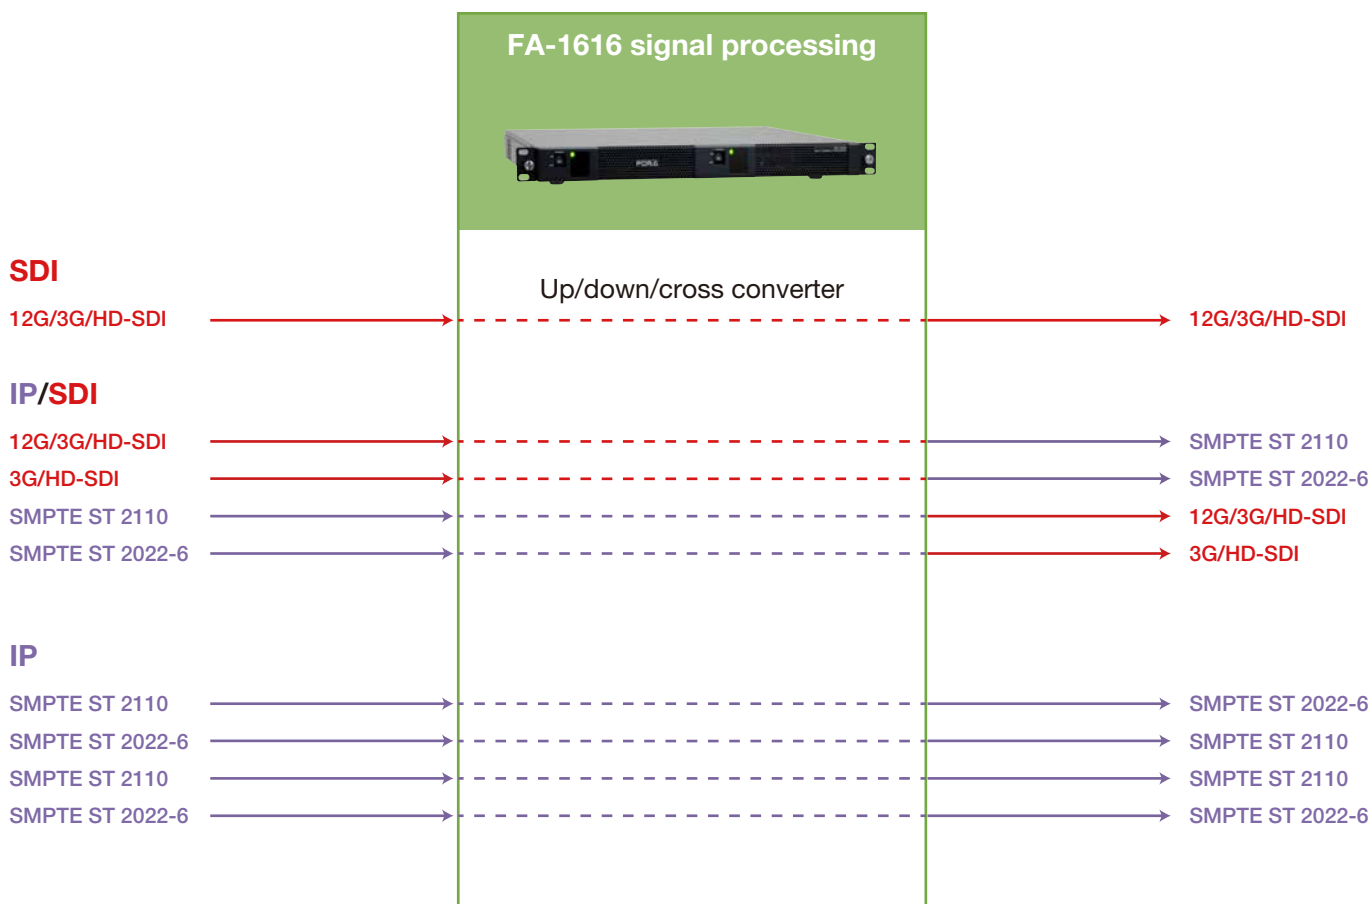 FA-1616 signal processing
FOR.A
SDI
Up/down/cross converter
12G/3G/HD-SDI 12G/3G/HD-SDI
IP/SDI
12G/3G/HD-SDI SMPTE ST 2110
3G/HD-SDI SMPTE ST 2022-6
SMPTE ST 2110 12G/3G/HD-SDI
SMPTE ST 2022-6 3G/HD-SDI
IP
SMPTE ST 2110 SMPTE ST 2022-6
SMPTE ST 2022-6 SMPTE ST 2110
SMPTE ST 2110 SMPTE ST 2110
SMPTE ST 2022-6 SMPTE ST 2022-6